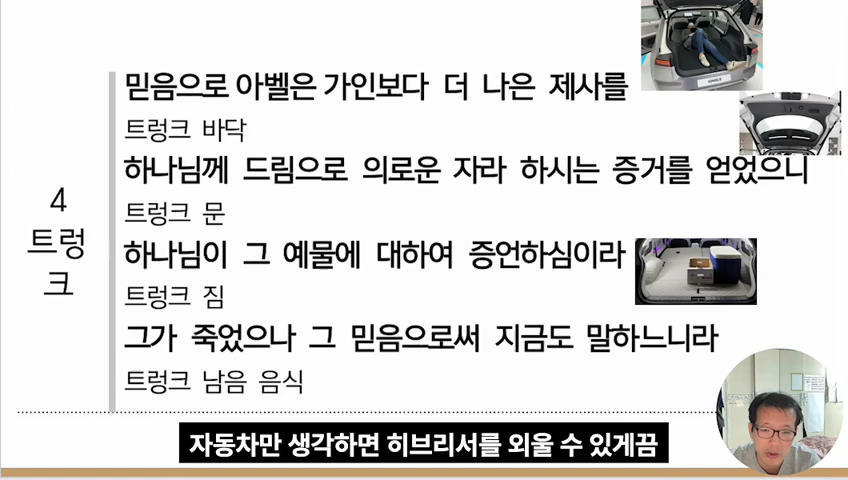 믿음으로 아벨은 가인보다 더 나은 제사를
트렁크 바닥
하나님께 드림으로 의로운 자라 하시는 증거를 얻었으니
트렁크 문
4
트렁
크
하나님이 그 예물에 대하여 증언하심이라
트렁크 짐
그가 죽었으나 그 믿음으로써 지금도 말하느니라
트렁크 남음 음식
자동차만 생각하면 히브리서를 외울 수 있게끔